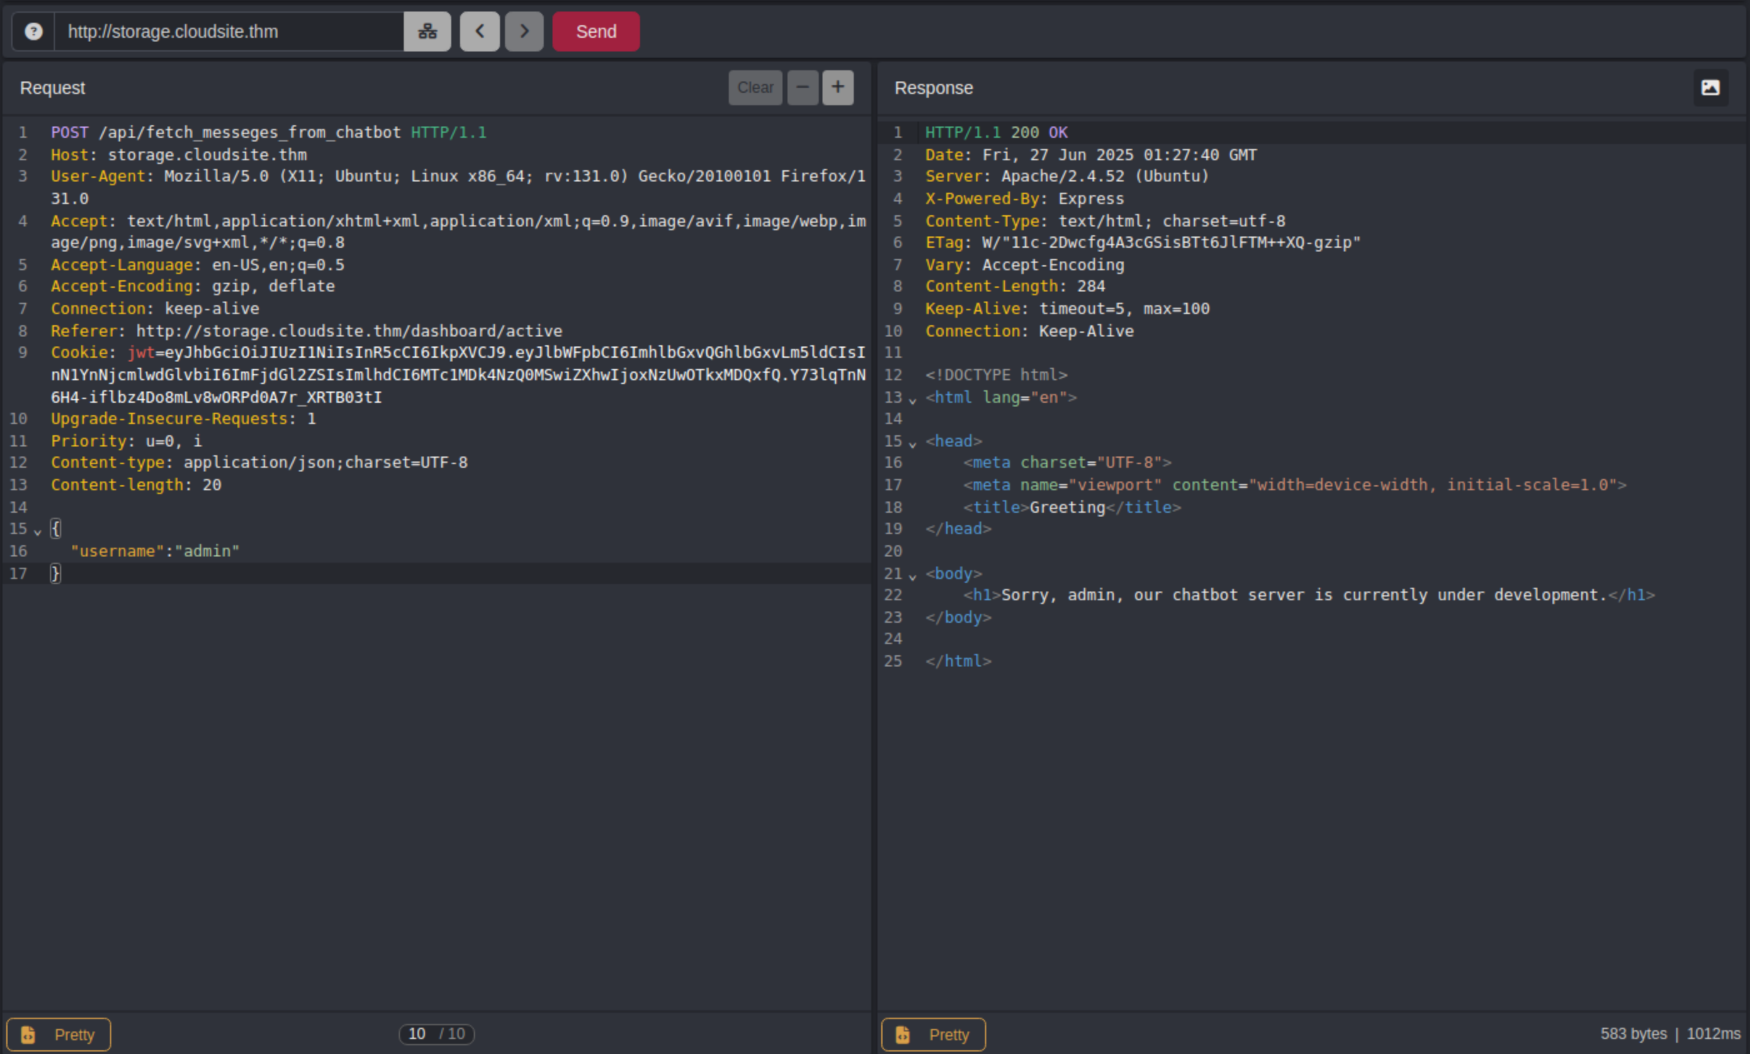 http://storage.cloudsite.thm
Send
Request
Clear
Response
1 POST /api/fetch_messeges_from_chatbot HTTP/1.1
2 Host: storage.cloudsite.thm
3 User-Agent: Mozilla/5.0 (X11; Ubuntu; Linux x86_64; rv:131.0) Gecko/20100101 Firefox/1
31.0
4 Accept: text/html,application/xhtml+xml,application/xml;q=0.9,image/avif,image/webp,im
age/png,image/svg+xml,*/*;q=0.8
5 Accept-Language: en-US,en;q=0.5
6 Accept-Encoding: gzip, deflate
7 Connection: keep-alive
8 Referer: http://storage.cloudsite.thm/dashboard/active
9 Cookie: jwt=eyJhbGciOiJIUzI1NiIsInR5cCI6IkpXVCJ9.eyJlbWFpbCI6ImhlbGxvQGhlbGxvLm5ldCIsI
nN1YnNjcmlwdGlvbiI6ImFjdGl2ZSIsImlhdCI6MTc1MDk4NzQ0MSwiZXhwIjoxNzUwOTkxMDQxfQ.Y73lqTnN
6H4-iflbz4Do8mLv8wORPd0A7r_XRTB03tI
10 Upgrade-Insecure-Requests: 1
11 Priority: u=0, i
12 Content-type: application/json;charset=UTF-8
13 Content-length: 20
14
15 {
16 "username":"admin"
17 }
Pretty
10 / 10
1 HTTP/1.1 200 OK
2 Date: Fri, 27 Jun 2025 01:27:40 GMT
3 Server: Apache/2.4.52 (Ubuntu)
4 X-Powered-By: Express
5 Content-Type: text/html; charset=utf-8
6 ETag: W/"11c-2Dwcfg4A3cGSisBTt6JlFTM++XQ-gzip"
7 Vary: Accept-Encoding
8 Content-Length: 284
9 Keep-Alive: timeout=5, max=100
10 Connection: Keep-Alive
11
12 <!DOCTYPE html>
13 <html lang="en">
14
15 <head>
16 <meta charset="UTF-8">
17 <meta name="viewport" content="width=device-width, initial-scale=1.0">
18 <title>Greeting</title>
19 </head>
20
21 <body>
22 <h1>Sorry, admin, our chatbot server is currently under development.</h1>
23 </body>
24
25 </html>
Pretty
583 bytes | 1012ms